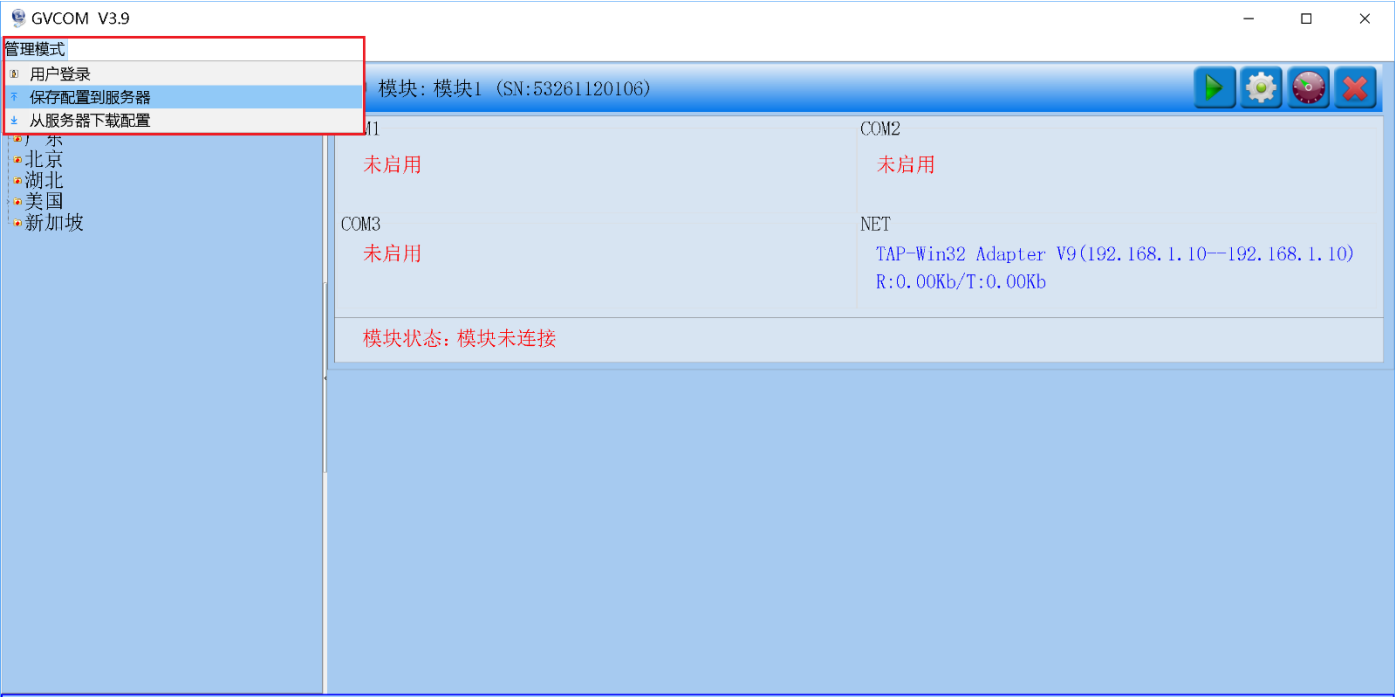 GVCOM V3.9
管理模式
用户登录
保存配置到服务器
从服务器下载配置
模块: 模块1 (SN:53261120106)
广东
北京
湖北
美国
新加坡
M1
未启用
COM2
未启用
COM3
未启用
NET
TAP-Win32 Adapter V9(192.168.1.10--192.168.1.10)
R:0.00Kb/T:0.00Kb
模块状态: 模块未连接